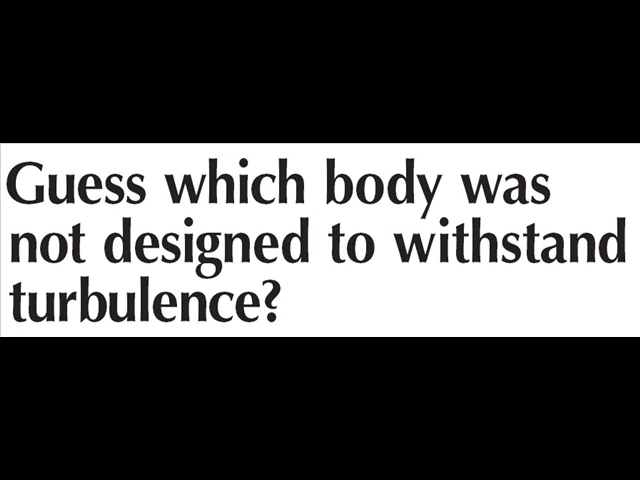 Guess which body was
not designed to withstand
turbulence?